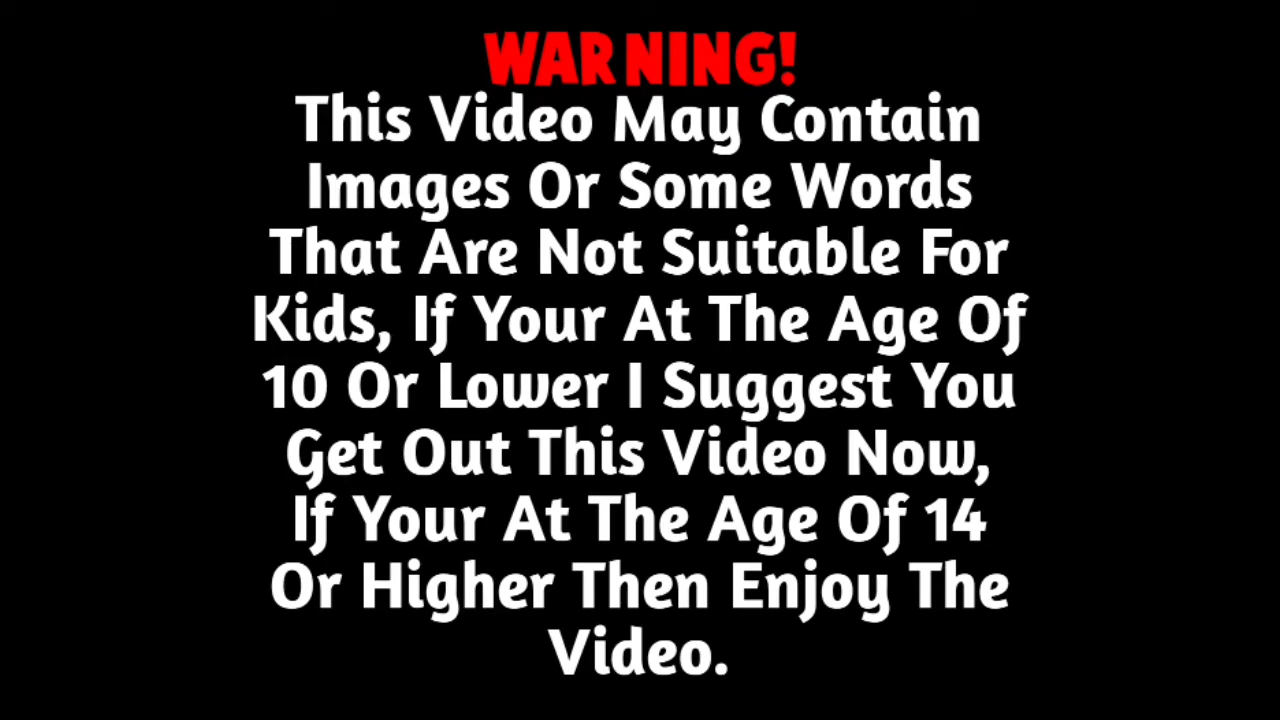 WARNING!
This Video May Contain
Images Or Some Words
That Are Not Suitable For
Kids, If Your At The Age Of
10 Or Lower I Suggest You
Get Out This Video Now,
If Your At The Age Of 14
Or Higher Then Enjoy The
Video.